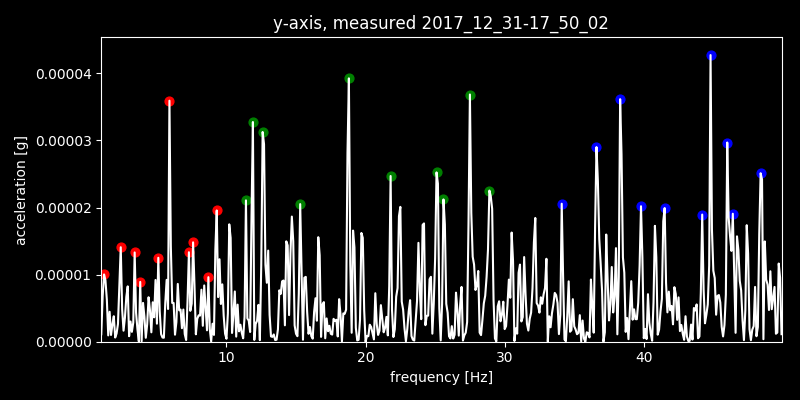 y-axis, measured 2017_12_31-17_50_02
0.00004
0.00003
0.00002
0.00001
0.00000
acceleration [g]
10 20 30 40
frequency [Hz]